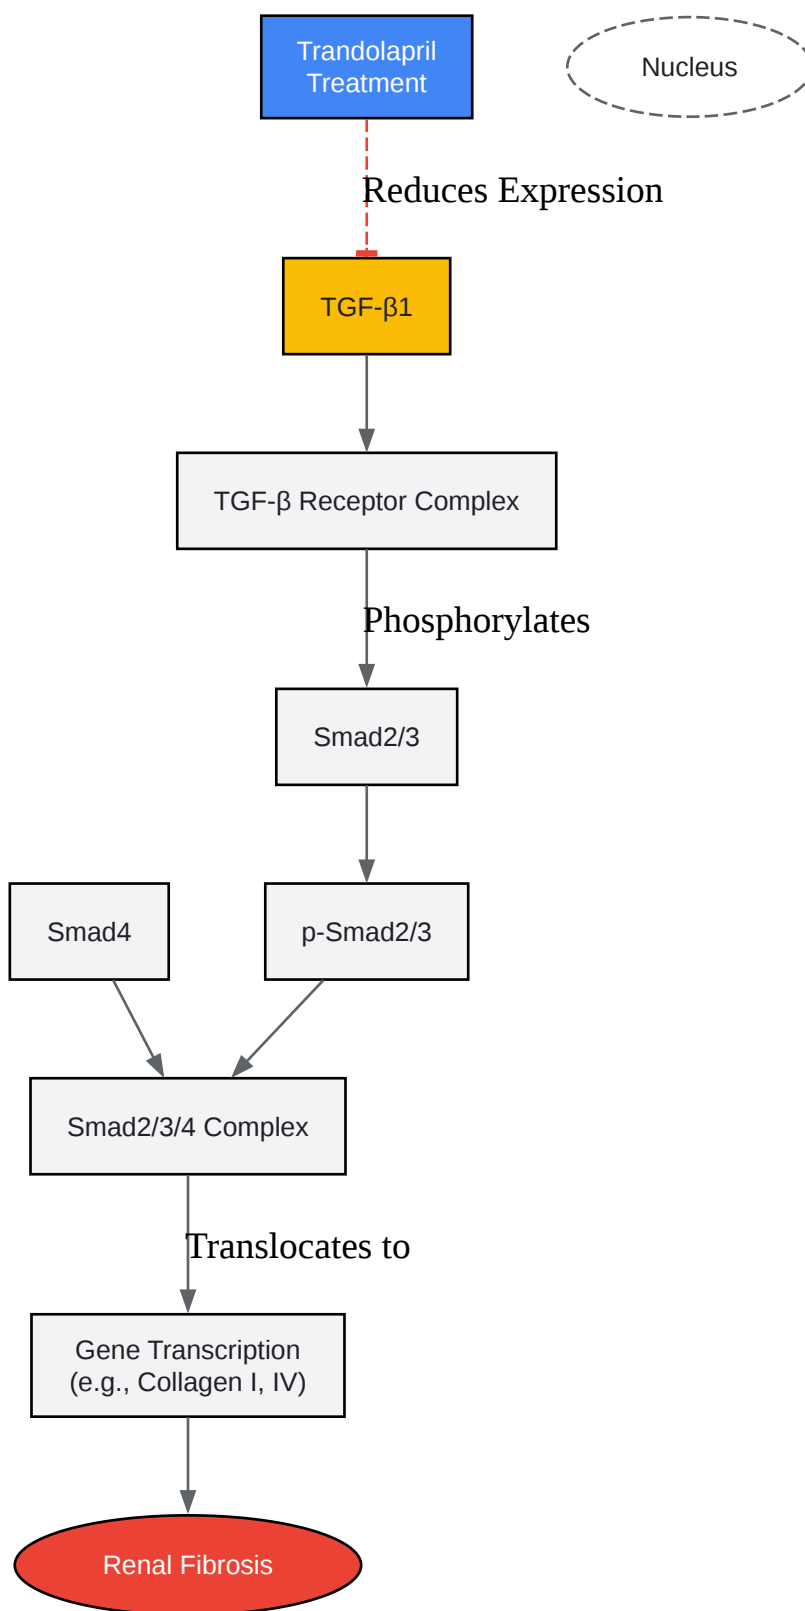 Trandolapril
Treatment
Nucleus
Reduces Expression
TGF-β1
TGF-β Receptor Complex
Phosphorylates
Smad2/3
Smad4
p-Smad2/3
Smad2/3/4 Complex
Translocates to
Gene Transcription
(e.g., Collagen I, IV)
Renal Fibrosis